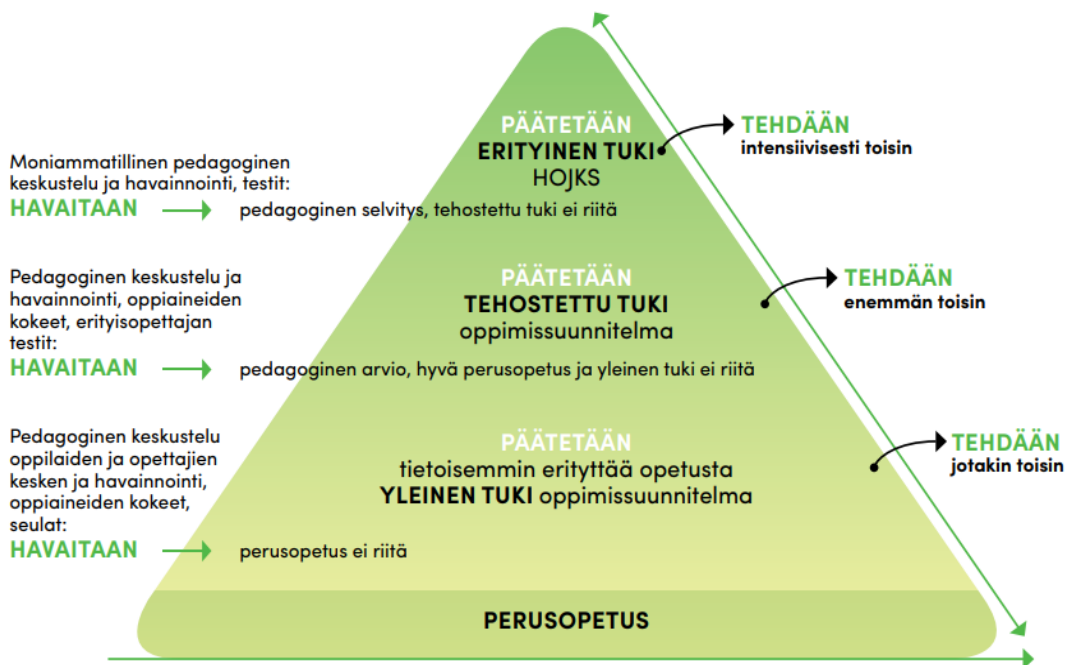 PÄÄTETÄÄN
ERITYINEN TUKI
HOJKS
TEHDÄÄN
intensiivisesti toisin
Moniammatillinen pedagoginen
keskustelu ja havainnointi, testit:
HAVAITAAN
pedagoginen selvitys, tehostettu tuki ei riitä
PÄÄTETÄÄN
TEHOSTETTU TUKI
oppimissuunnitelma
TEHDÄÄN
enemmän toisin
Pedagoginen keskustelu ja
havainnointi, oppiaineiden
kokeet, erityisopettajan
testit:
HAVAITAAN
pedagoginen arvio, hyvä perusopetus ja yleinen tuki ei riitä
PÄÄTETÄÄN
tietoisemmin erityttää opetusta
YLEINEN TUKI oppimissuunnitelma
TEHDÄÄN
jotakin toisin
Pedagoginen keskustelu
oppilaiden ja opettajien
kesken ja havainnointi,
oppiaineiden kokeet,
seulat:
HAVAITAAN
perusopetus ei riitä
PERUSOPETUS